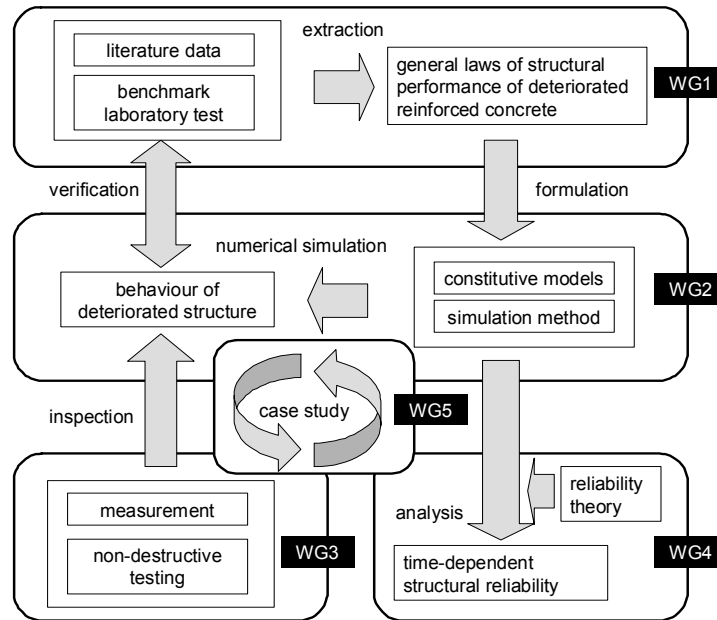 literature data
benchmark
laboratory test
extraction
general laws of structural
performance of deteriorated
reinforced concrete
WG1
verification
formulation
numerical simulation
behaviour of
deteriorated structure
constitutive models
simulation method
WG2
inspection
case study
WG5
measurement
non-destructive
testing
WG3
analysis
reliability
theory
time-dependent
structural reliability
WG4